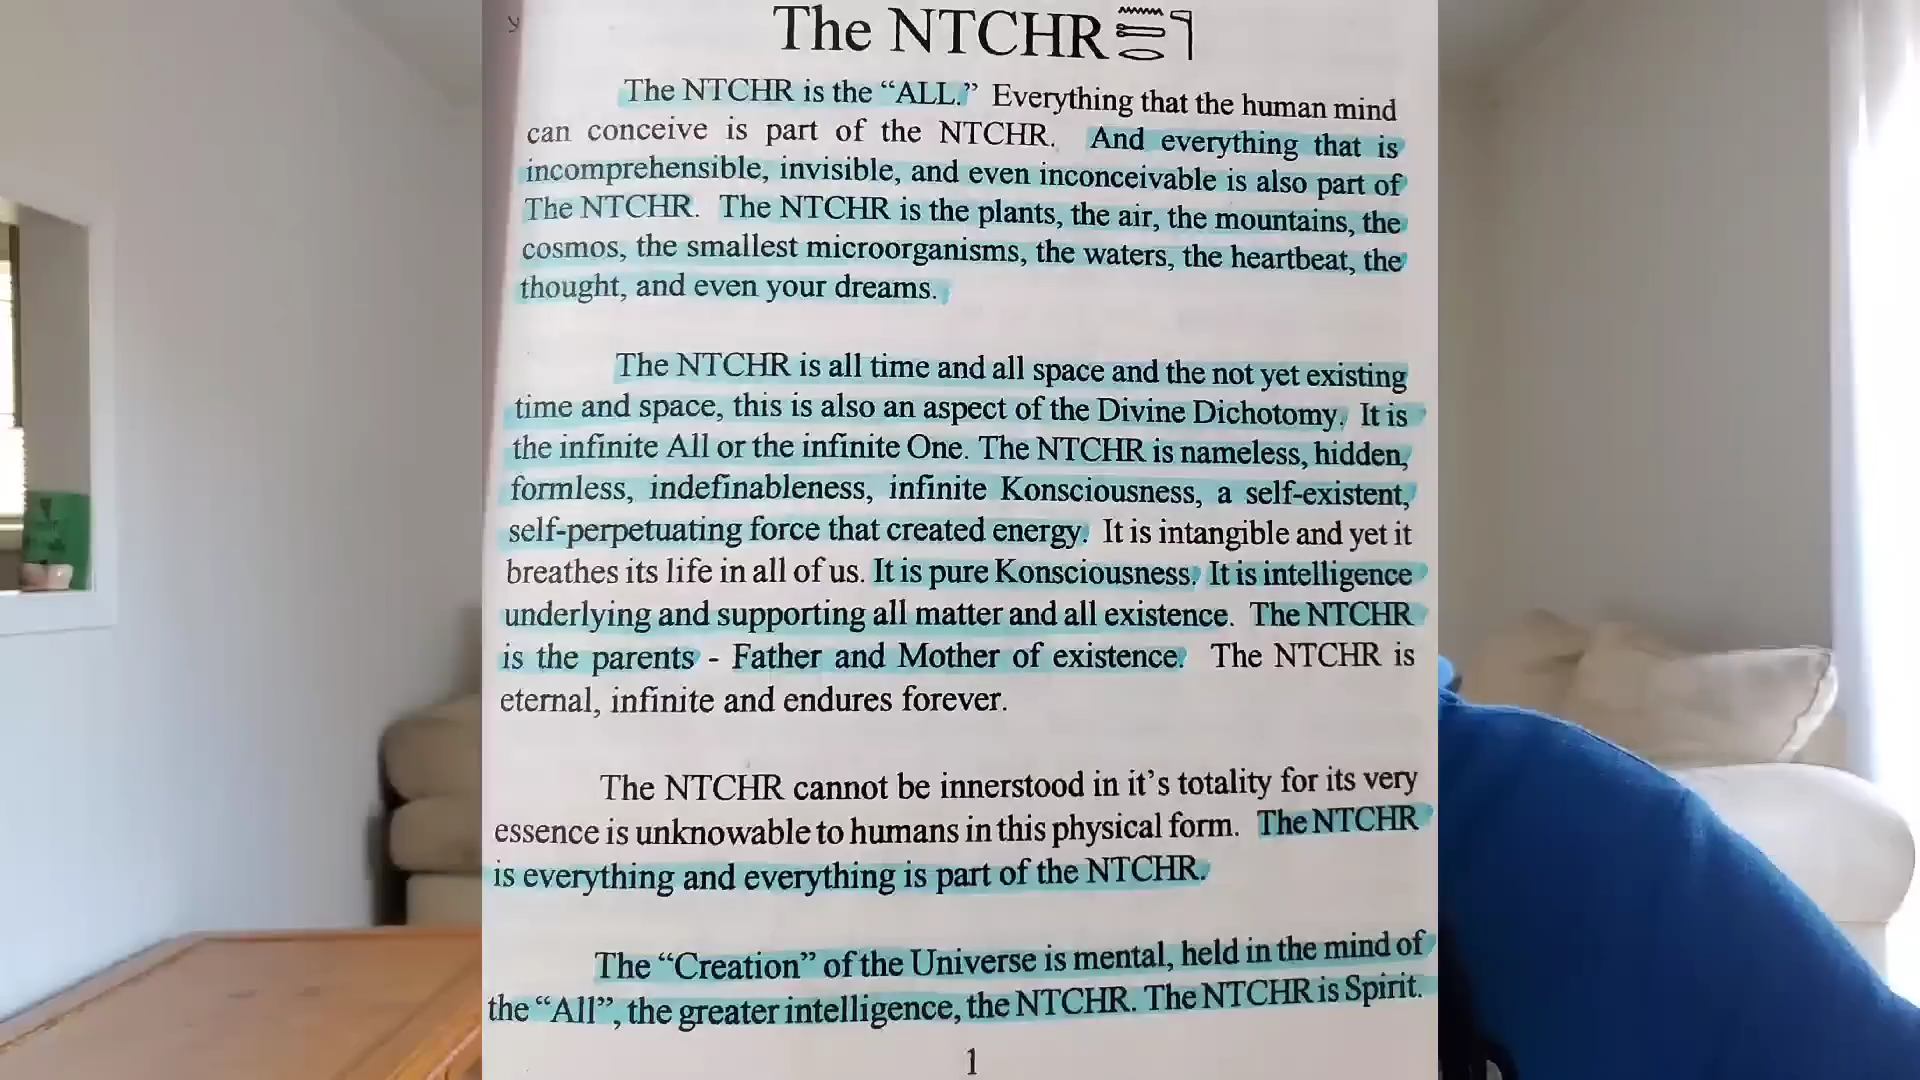 The NTCHR
The NTCHR is the “ALL.” Everything that the human mind
can conceive is part of the NTCHR. And everything that is
incomprehensible, invisible, and even inconceivable is also part of
The NTCHR. The NTCHR is the plants, the air, the mountains, the
cosmos, the smallest microorganisms, the waters, the heartbeat, the
thought, and even your dreams.
The NTCHR is all time and all space and the not yet existing
time and space, this is also an aspect of the Divine Dichotomy. It is
the infinite All or the infinite One. The NTCHR is nameless, hidden,
formless, indefinableness, infinite Konsciousness, a self-existent,
self-perpetuating force that created energy. It is intangible and yet it
breathes its life in all of us. It is pure Konsciousness. It is intelligence
underlying and supporting all matter and all existence. The NTCHR
is the parents - Father and Mother of existence. The NTCHR is
eternal, infinite and endures forever.
The NTCHR cannot be innerstood in it’s totality for its very
essence is unknowable to humans in this physical form. The NTCHR
is everything and everything is part of the NTCHR.
The “Creation” of the Universe is mental, held in the mind of
the “All”, the greater intelligence, the NTCHR. The NTCHR is Spirit.
1